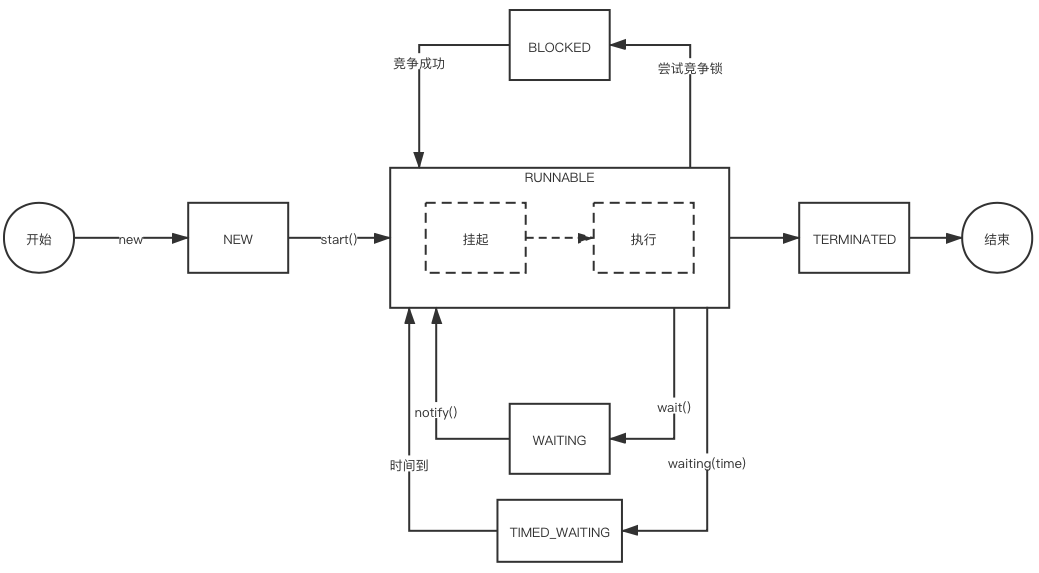 BLOCKED
竞争成功
尝试竞争锁
RUNNABLE
开始
new
NEW
start()
挂起
执行
TERMINATED
结束
notify()
wait()
WAITING
时间到
waiting(time)
TIMED_WAITING